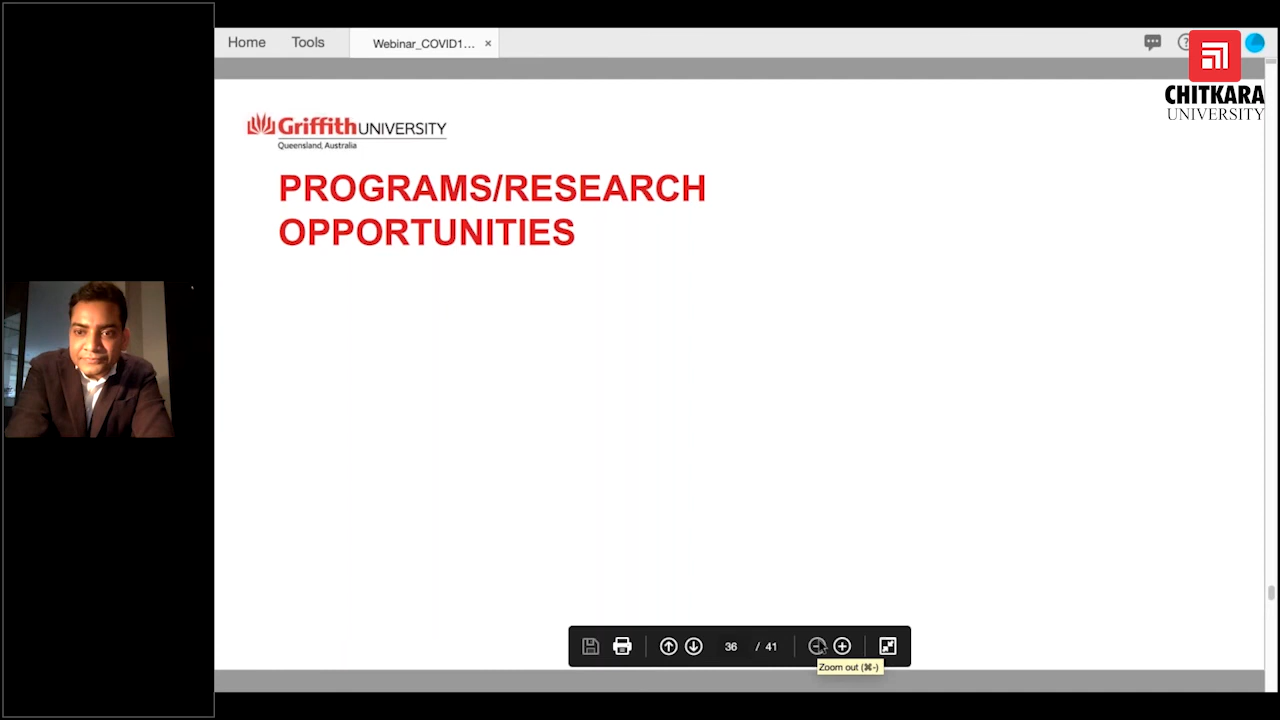 Home Tools Webinar_COVID1... ×
CHITKARA
UNIVERSITY
Griffith UNIVERSITY
Queensland, Australia
PROGRAMS/RESEARCH
OPPORTUNITIES
36 / 41
Zoom out (⌘-)